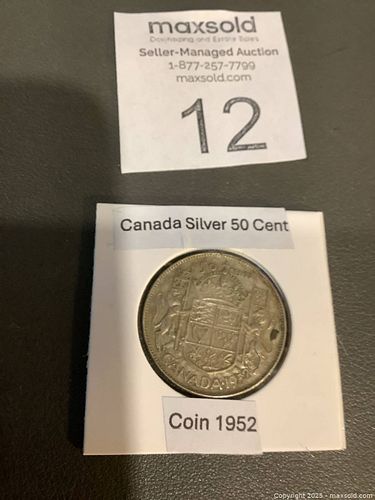 maxsold
Downsizing and Estate Sales
Seller-Managed Auction
1-877-257-7799
maxsold.com
12
Canada Silver 50 Cent
CANADA
Coin 1952
Copyright 2025 - maxsold.com